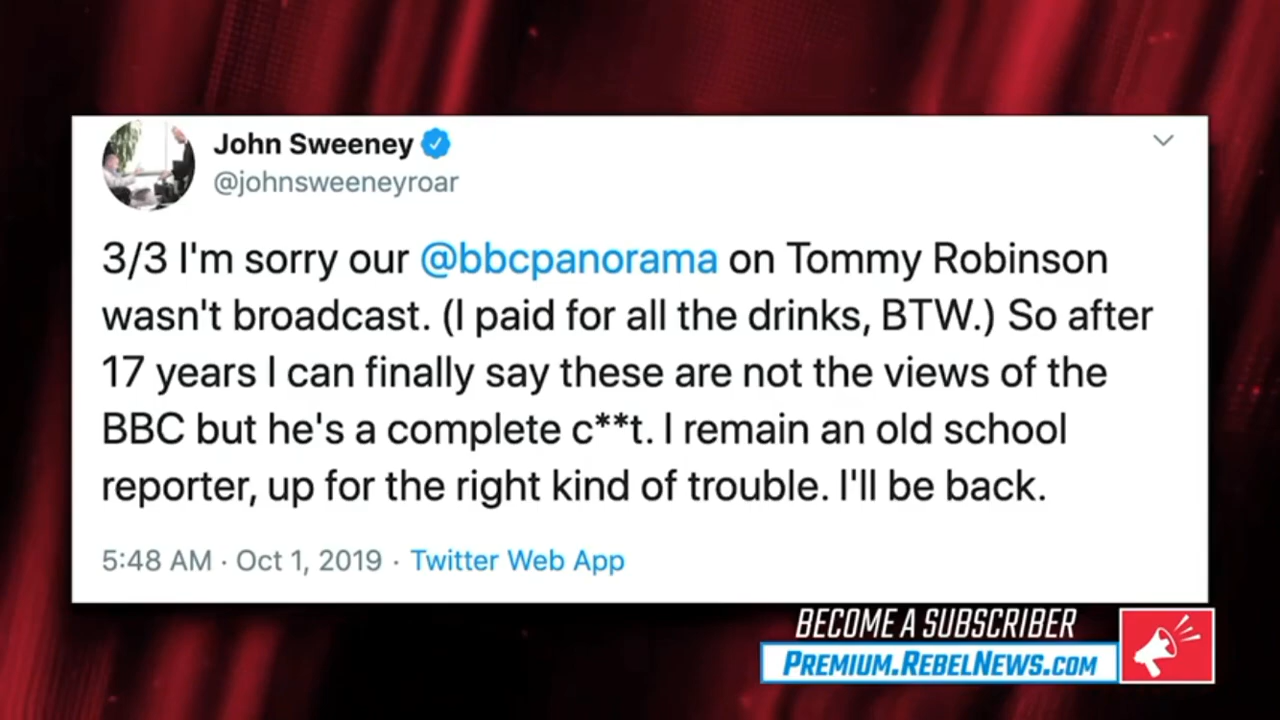 John Sweeney
@johnsweeneyroar
3/3 I'm sorry our @bbcpanorama on Tommy Robinson
wasn't broadcast. (I paid for all the drinks, BTW.) So after
17 years I can finally say these are not the views of the
BBC but he's a complete c**t. I remain an old school
reporter, up for the right kind of trouble. I'll be back.
5:48 AM · Oct 1, 2019 · Twitter Web App
BECOME A SUBSCRIBER
PREMIUM.REBELNEWS.COM